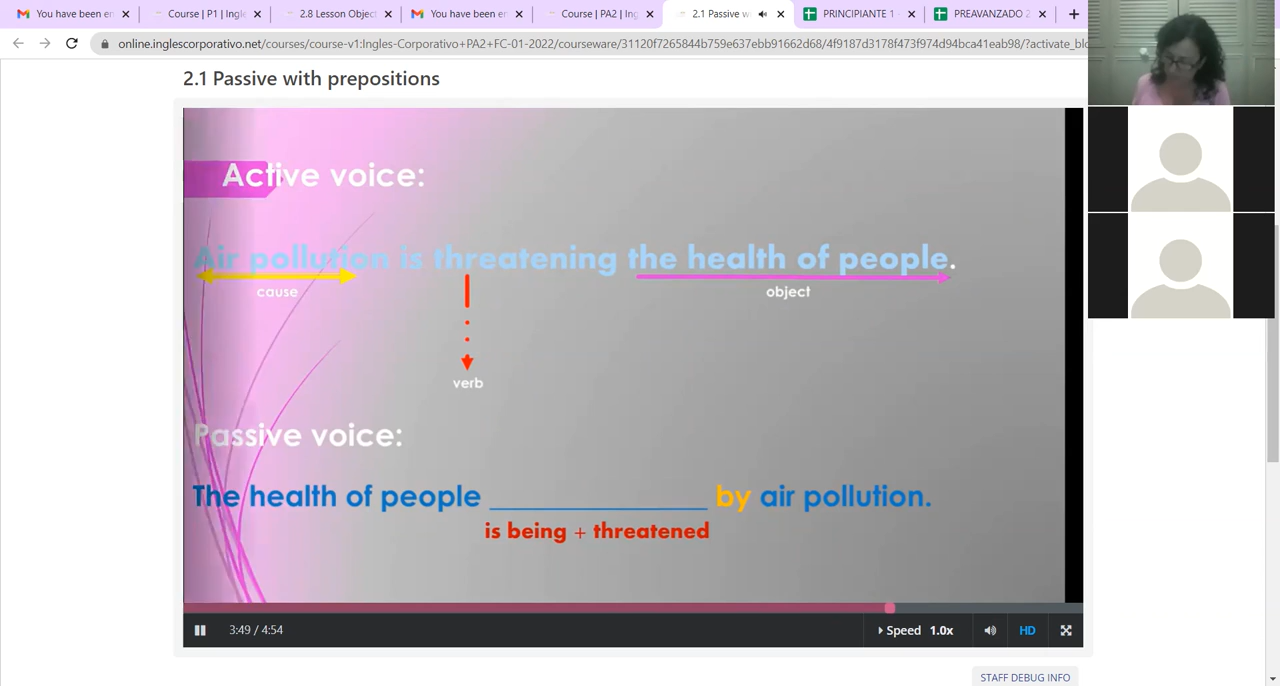 You have been en
Course | P1 | Ingle
2.8 Lesson Objecti
You have been en
Course | PA2 | Ing
2.1 Passive w
PRINCIPIANTE 1 -
PREAVANZADO 2
online.inglescorporativo.net/courses/course-v1:Ingles-Corporativo+PA2+FC-01-2022/courseware/31120f7265844b759e637ebb91662d68/4f9187d3178f473f974d94bca41eab98/?activate_blo
2.1 Passive with prepositions
Active voice:
Air pollution is threatening the health of people.
cause
object
verb
Passive voice:
The health of people ____________ by air pollution.
is being + threatened
3:49 / 4:54
Speed 1.0x
HD
STAFF DEBUG INFO